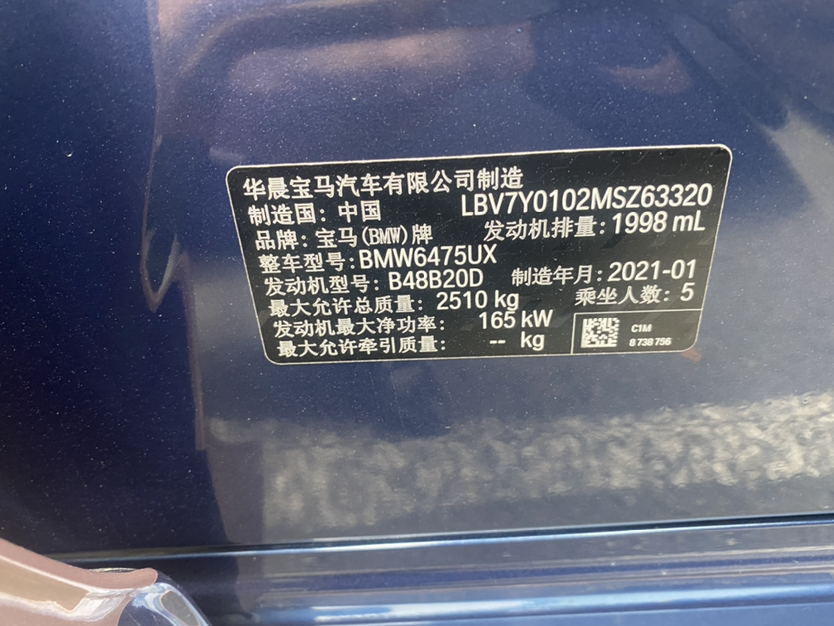 华晨宝马汽车有限公司制造
制造国: 中国 LBV7Y0102MSZ63320
品牌: 宝马(BMW)牌 发动机排量: 1998 mL
整车型号: BMW6475UX
发动机型号: B48B20D 制造年月: 2021-01
最大允许总质量: 2510 kg 乘坐人数: 5
发动机最大净功率: 165 kW
最大允许牵引质量: -- kg
C1M
8 738 756